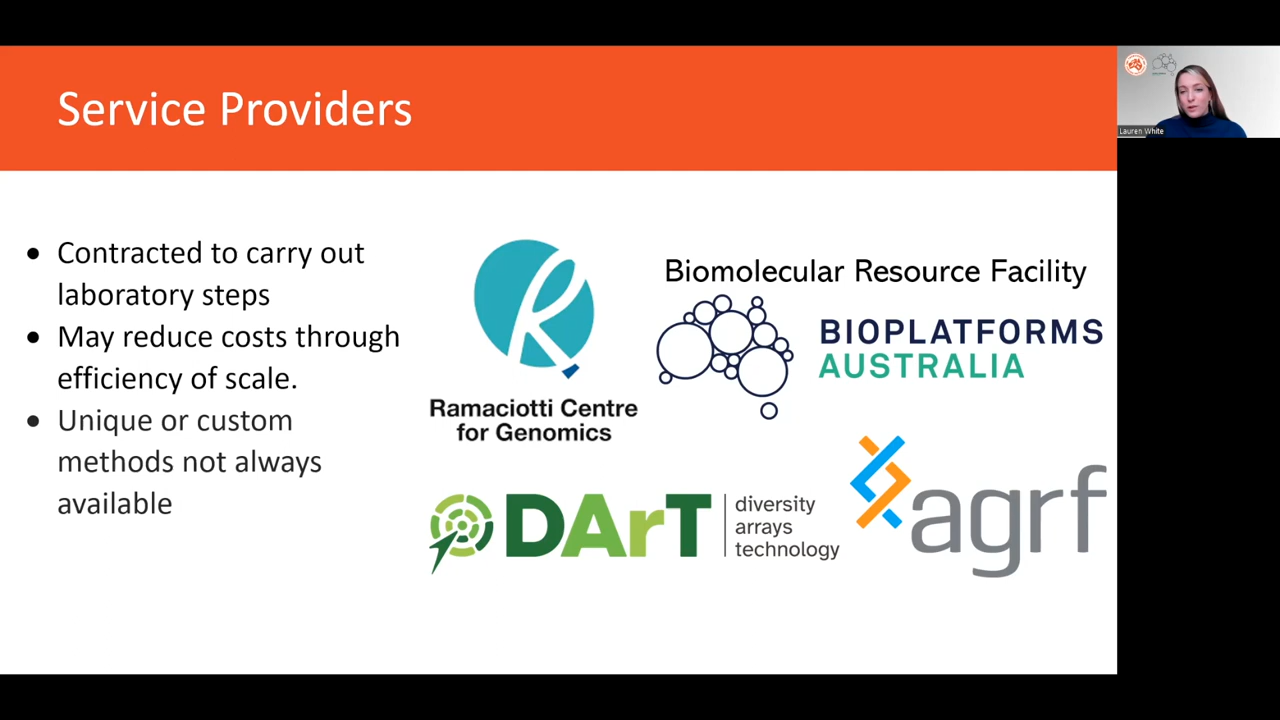 Service Providers
Lauren White
• Contracted to carry out
laboratory steps
• May reduce costs through
efficiency of scale.
• Unique or custom
methods not always
available
R
Ramaciotti Centre
for Genomics
Biomolecular Resource Facility
BIOPLATFORMS
AUSTRALIA
DArT
diversity
arrays
technology
agrf